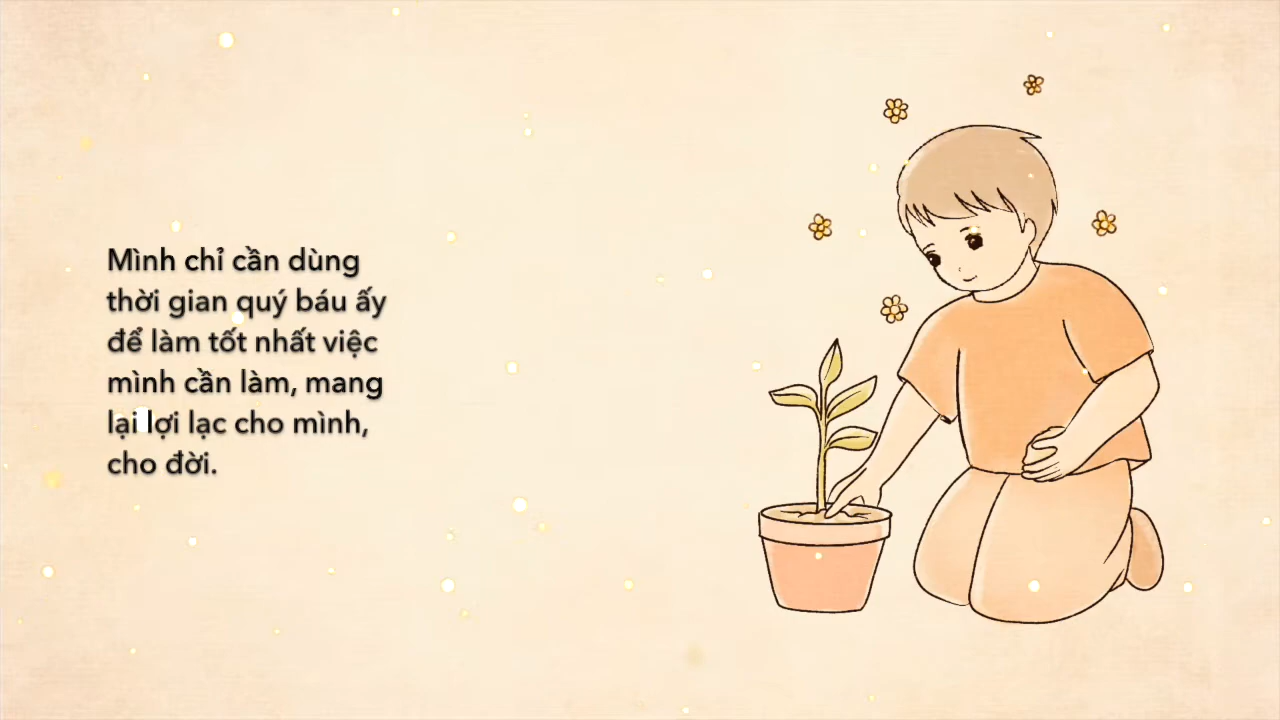 Mình chỉ cần dùng
thời gian quý báu ấy
để làm tốt nhất việc
mình cần làm, mang
lại lợi lạc cho mình,
cho đời.